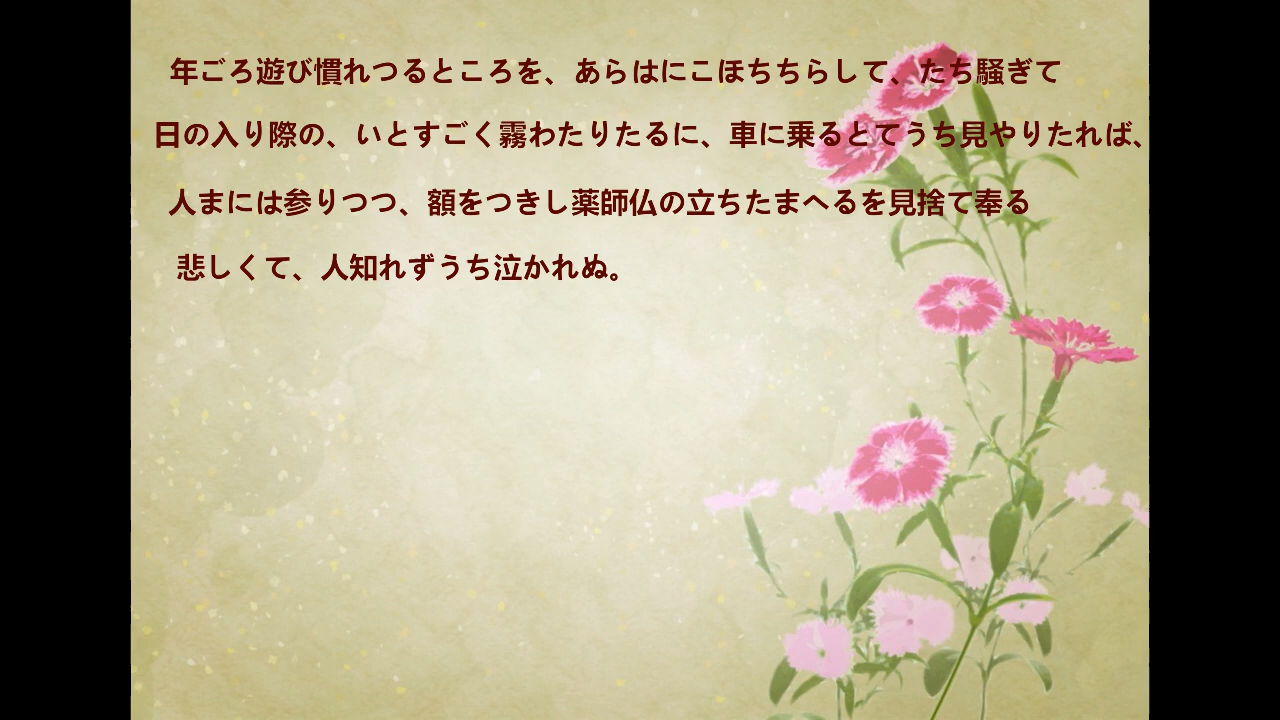 年ごろ遊び慣れつるところを、あらはにこほちちらして、たち騒ぎて
日の入り際の、いとすごく霧わたりたるに、車に乗るとてうち見やりたれば、
人まには参りつつ、額をつきし薬師仏の立ちたまへるを見捨て奉る
悲しくて、人知れずうち泣かれぬ。